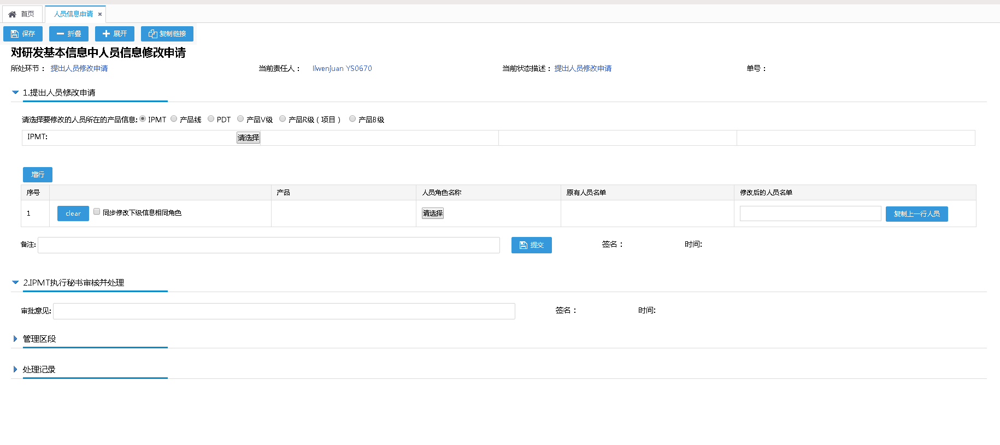 首页 人员信息申请 ×
保存 折叠 展开 复制链接
对研发基本信息中人员信息修改申请
所处环节： 提出人员修改申请 当前责任人： liwenjuan YS0670 当前状态描述： 提出人员修改申请 单号：
1.提出人员修改申请
请选择要修改的人员所在的产品信息: IPMT 产品线 PDT 产品V级 产品R级（项目） 产品B级
IPMT: 请选择
增行
序号 产品 人员角色名称 原有人员名单 修改后的人员名单
1 clear 同步修改下级信息相同角色 请选择 复制上一行人员
备注: 提交 签名： 时间:
2.IPMT执行秘书审核并处理
审批意见: 签名： 时间:
管理区段
处理记录